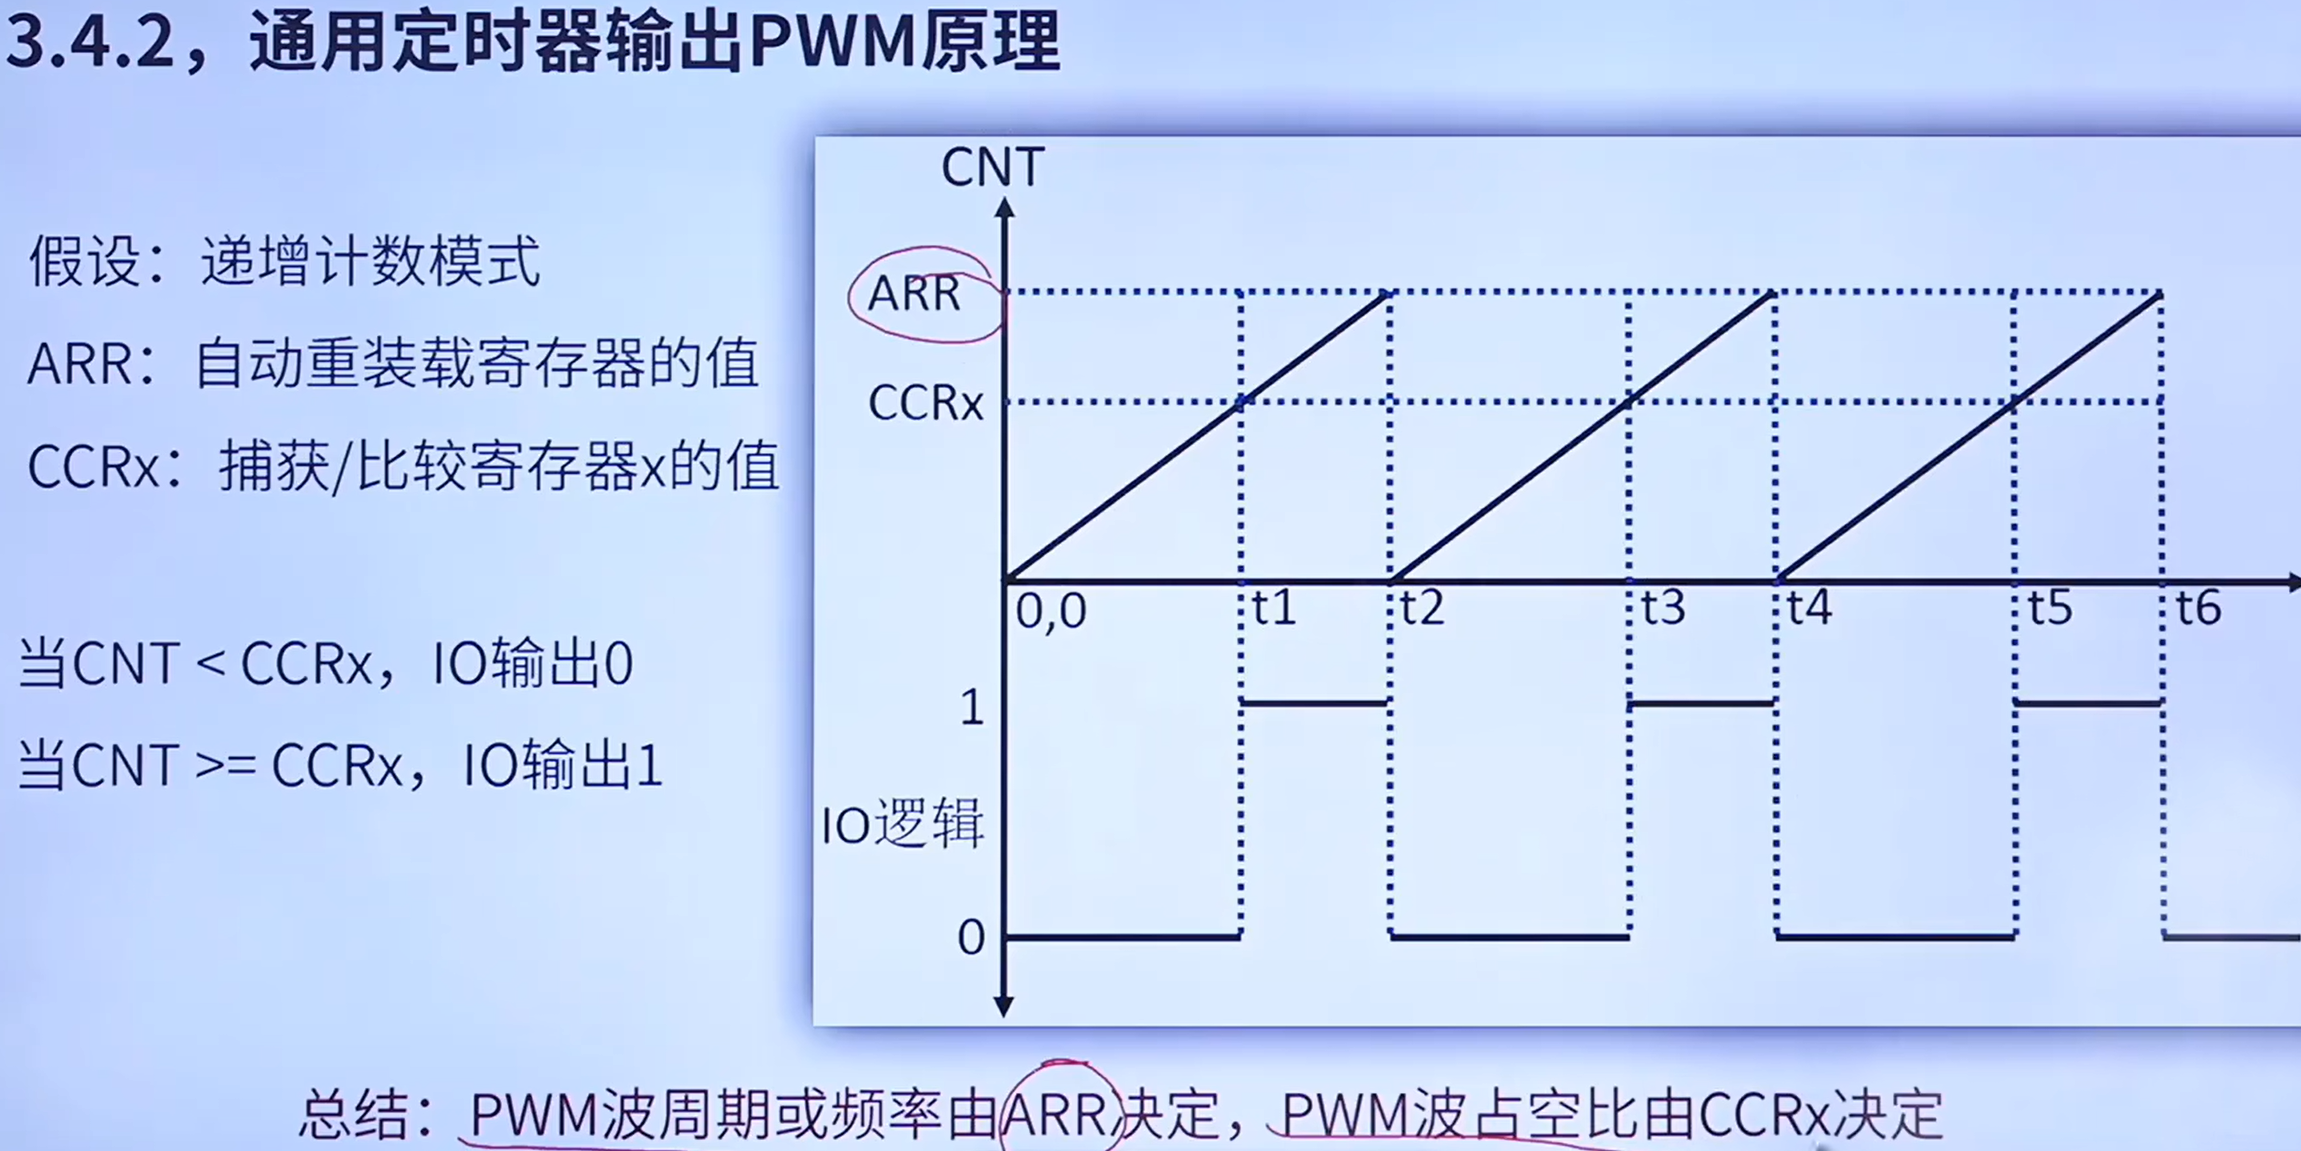 3.4.2，通用定时器输出PWM原理
假设：递增计数模式
ARR：自动重装载寄存器的值
CCRx：捕获/比较寄存器x的值
当CNT < CCRx，IO输出0
当CNT >= CCRx，IO输出1
CNT
ARR
CCRx
0,0
t1
t2
t3
t4
t5
t6
1
IO逻辑
0
总结：PWM波周期或频率由ARR决定，PWM波占空比由CCRx决定